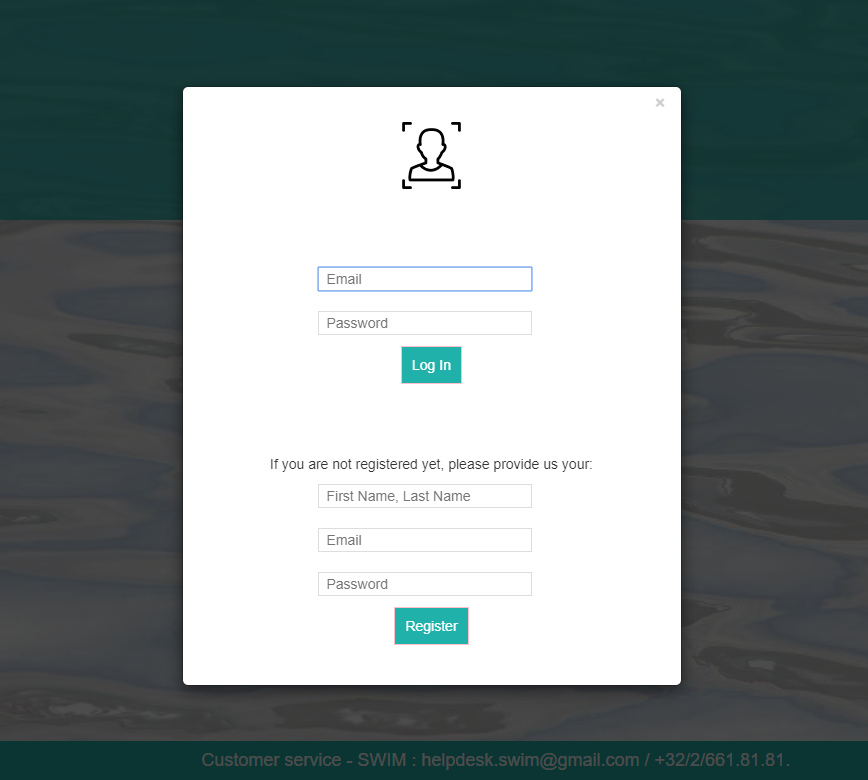 ×
Email
Password
Log In
If you are not registered yet, please provide us your:
First Name, Last Name
Email
Password
Register
Customer service - SWIM : helpdesk.swim@gmail.com / +32/2/661.81.81.